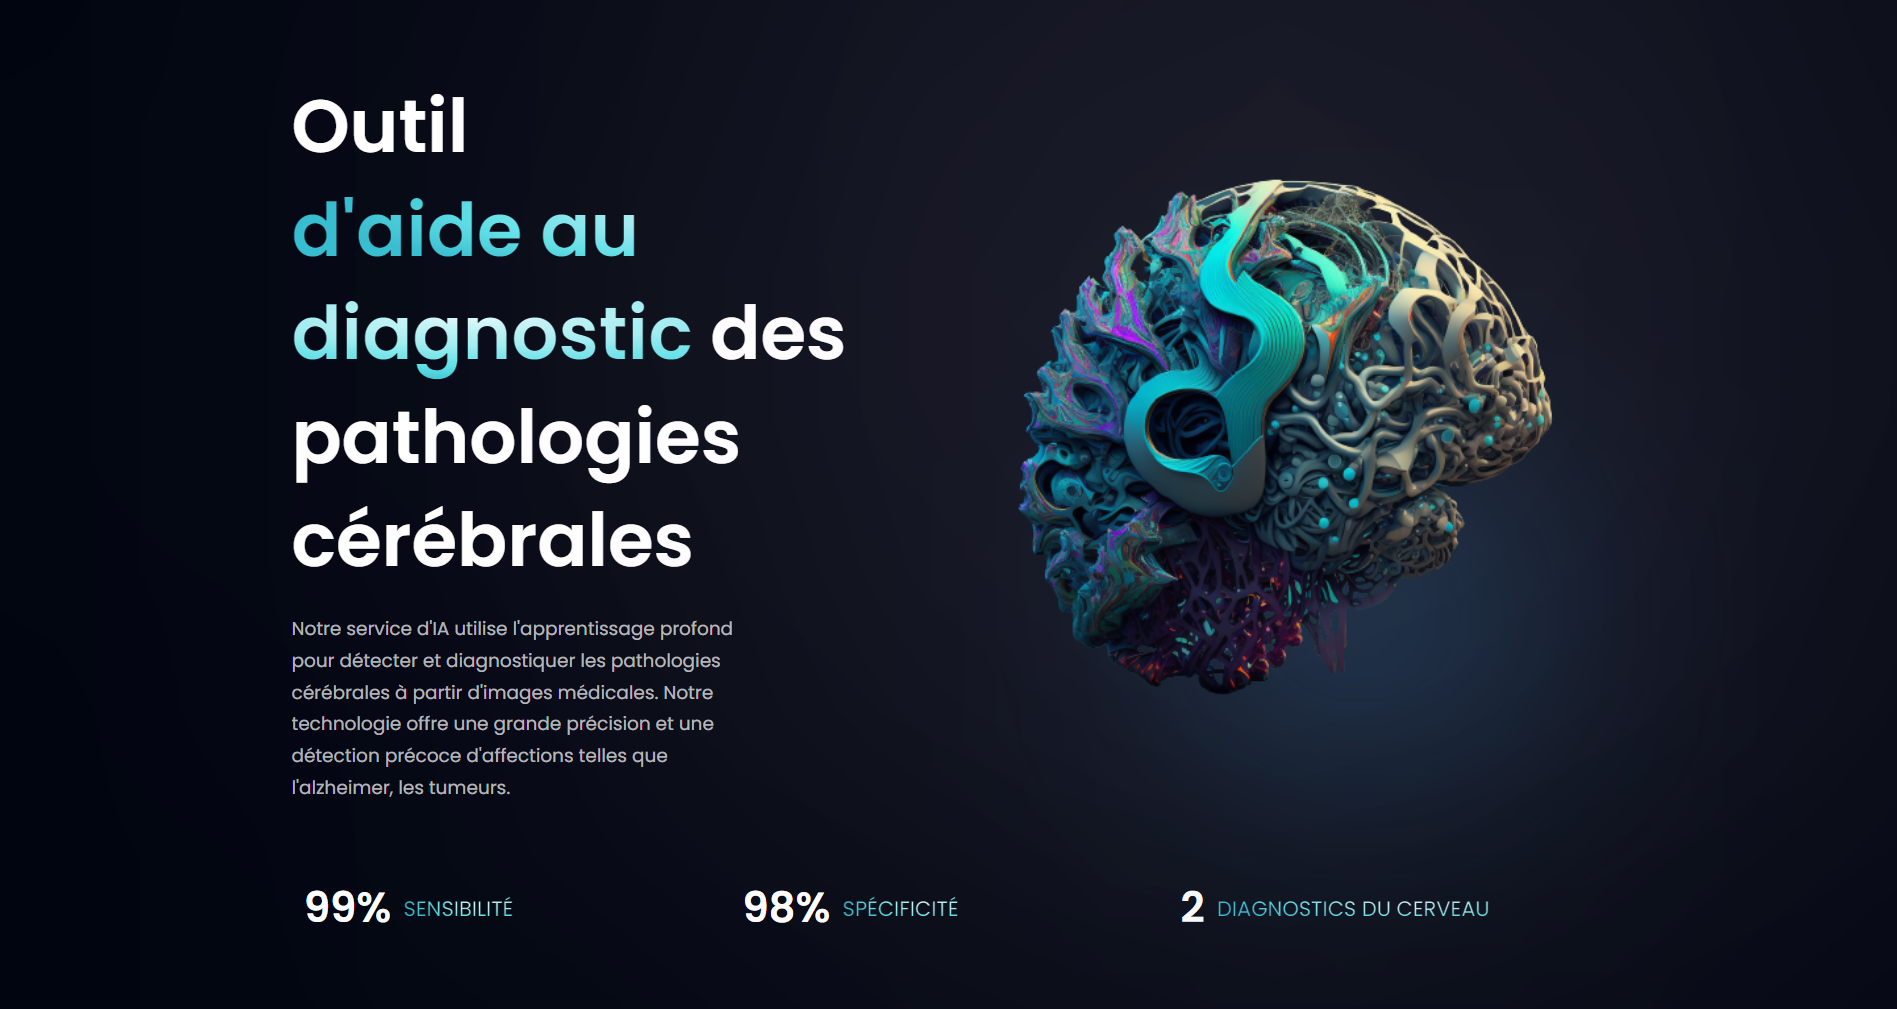 Outil
d'aide au
diagnostic des
pathologies
cérébrales
Notre service d'IA utilise l'apprentissage profond
pour détecter et diagnostiquer les pathologies
cérébrales à partir d'images médicales. Notre
technologie offre une grande précision et une
détection précoce d'affections telles que
l'alzheimer, les tumeurs.
99% SENSIBILITÉ
98% SPÉCIFICITÉ
2 DIAGNOSTICS DU CERVEAU